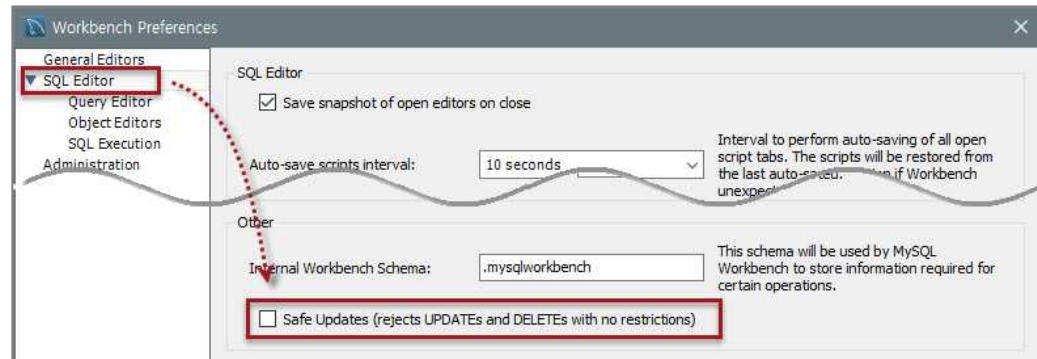 Workbench Preferences
General Editors
SQL Editor
Query Editor
Object Editors
SQL Execution
Administration
SQL Editor
Save snapshot of open editors on close
Auto-save scripts interval:
10 seconds
Interval to perform auto-saving of all open
script tabs. The scripts will be restored from
the last auto-saved. if Workbench
Other
Internal Workbench Schema:
.mysqlworkbench
This schema will be used by MySQL
Workbench to store information required for
certain operations.
Safe Updates (rejects UPDATEs and DELETEs with no restrictions)